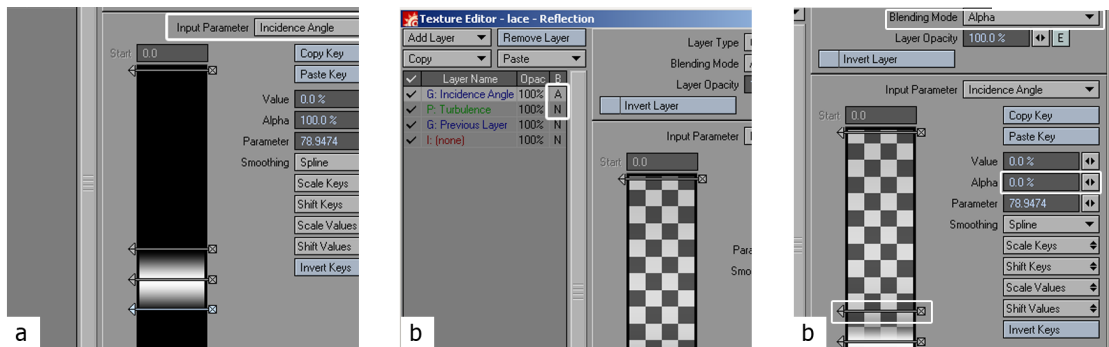 Input Parameter Incidence Angle
Start 0.0
Copy Key
Paste Key
Value 0.0 %
Alpha 100.0 %
Parameter 78.9474
Smoothing Spline
Scale Keys
Shift Keys
Scale Values
Shift Values
Invert Keys
a
Texture Editor - lace - Reflection
Add Layer Remove Layer
Copy Paste
Layer Name Opac B
G: Incidence Angle 100% A
P: Turbulence 100% N
G: Previous Layer 100% N
I: (none) 100% N
Layer Type
Blending Mode
Layer Opacity
Invert Layer
Input Parameter
Start 0.0
Para
Smo
b
Blending Mode Alpha
Layer Opacity 100.0 % E
Invert Layer
Input Parameter Incidence Angle
Start 0.0
Copy Key
Paste Key
Value 0.0 %
Alpha 0.0 %
Parameter 78.9474
Smoothing Spline
Scale Keys
Shift Keys
Scale Values
Shift Values
Invert Keys
b